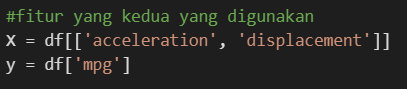 #fitur yang kedua yang digunakan
X = df[['acceleration', 'displacement']]
y = df['mpg']